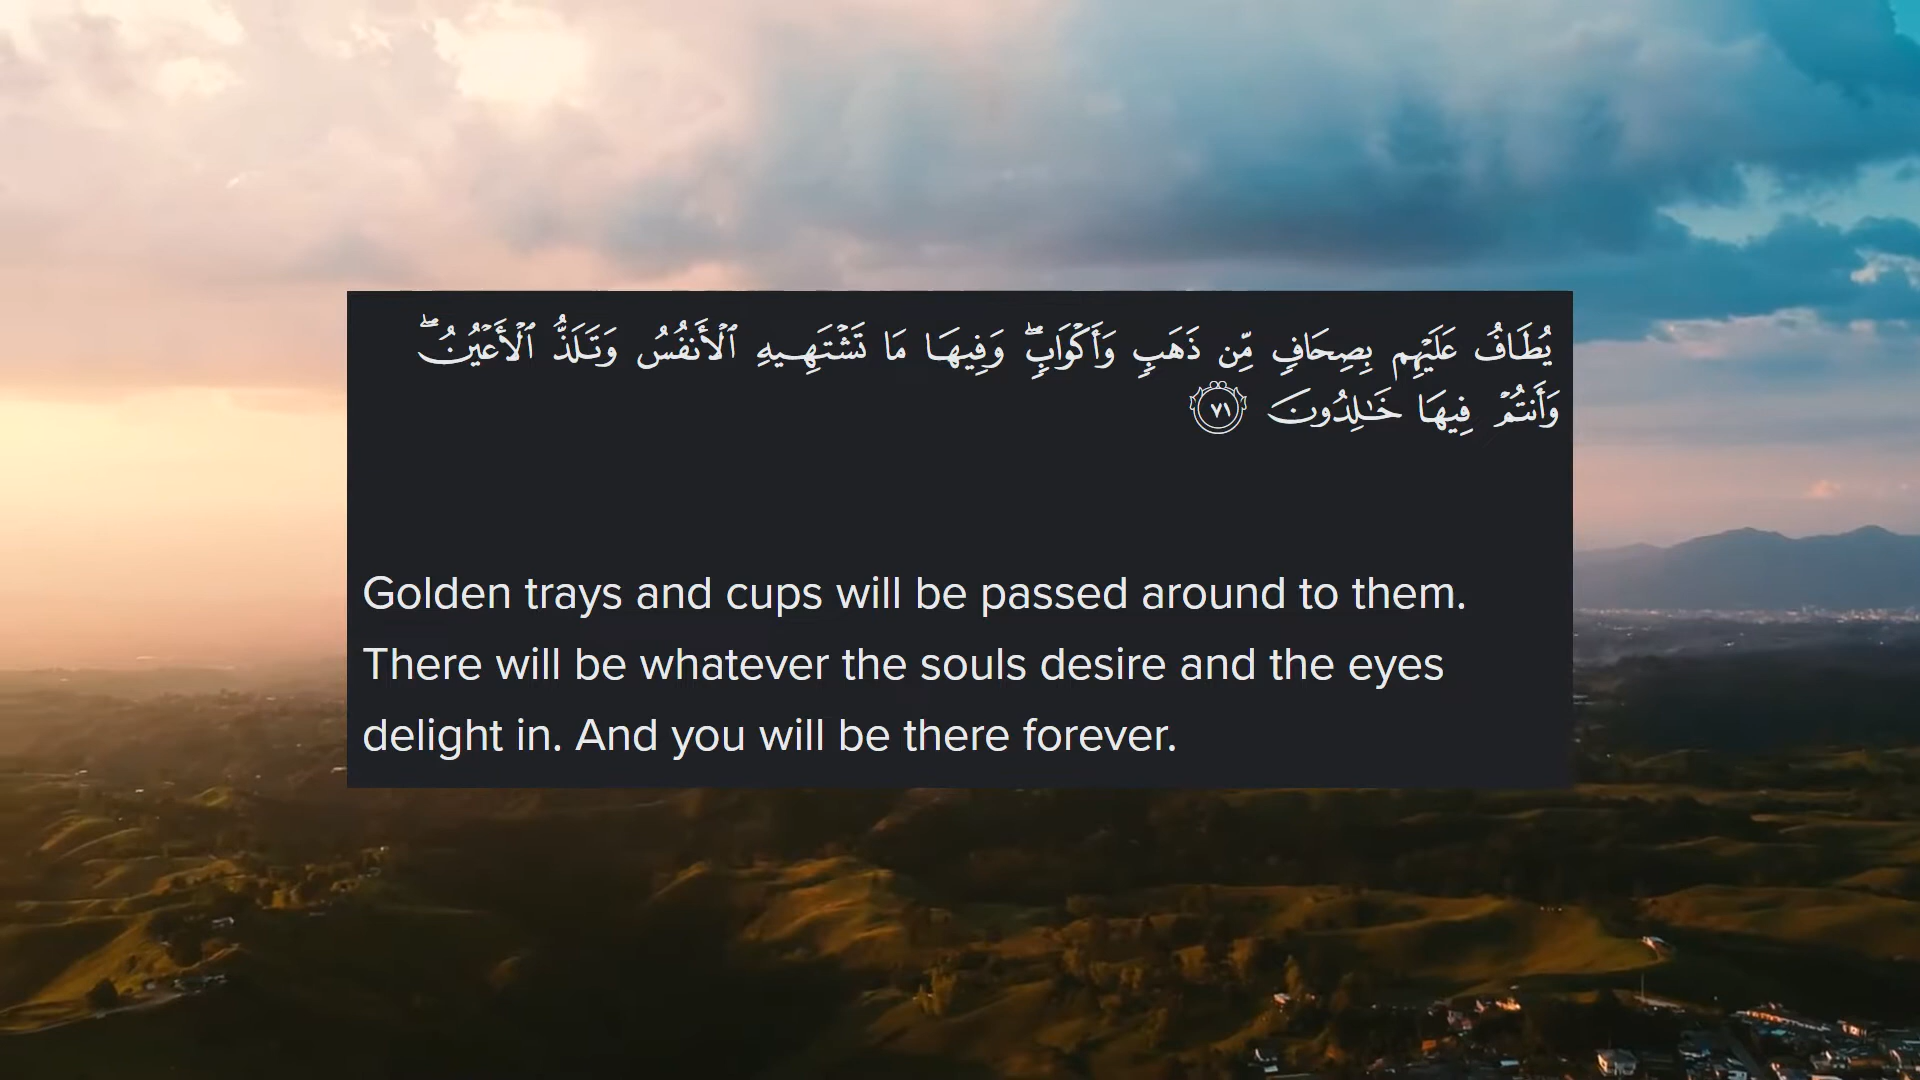 يُطَافُ عَلَيْهِم بِصِحَافٍ مِّن ذَهَبٍ وَأَكْوَابٍ ۖ وَفِيهَا مَا تَشْتَهِيهِ ٱلْأَنفُسُ وَتَلَذُّ ٱلْأَعْيُنُ ۖ
وَأَنتُمْ فِيهَا خَـٰلِدُونَ ٧١
Golden trays and cups will be passed around to them.
There will be whatever the souls desire and the eyes
delight in. And you will be there forever.